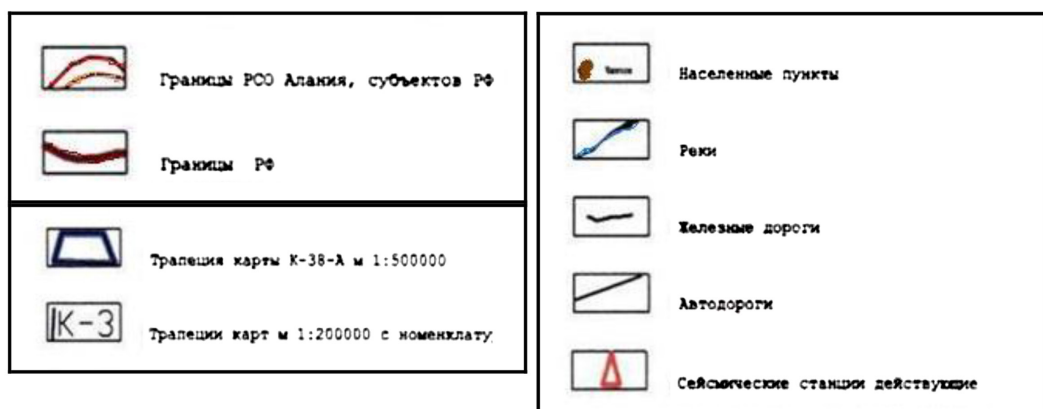 Границы РСО Алания, субъектов РФ
Границы РФ
Трапеция карты К-38-А м 1:500000
К-3
Трапеции карт м 1:200000 с номенклату
Населенные пункты
Реки
Железные дороги
Автодороги
Сейсмические станции действующие